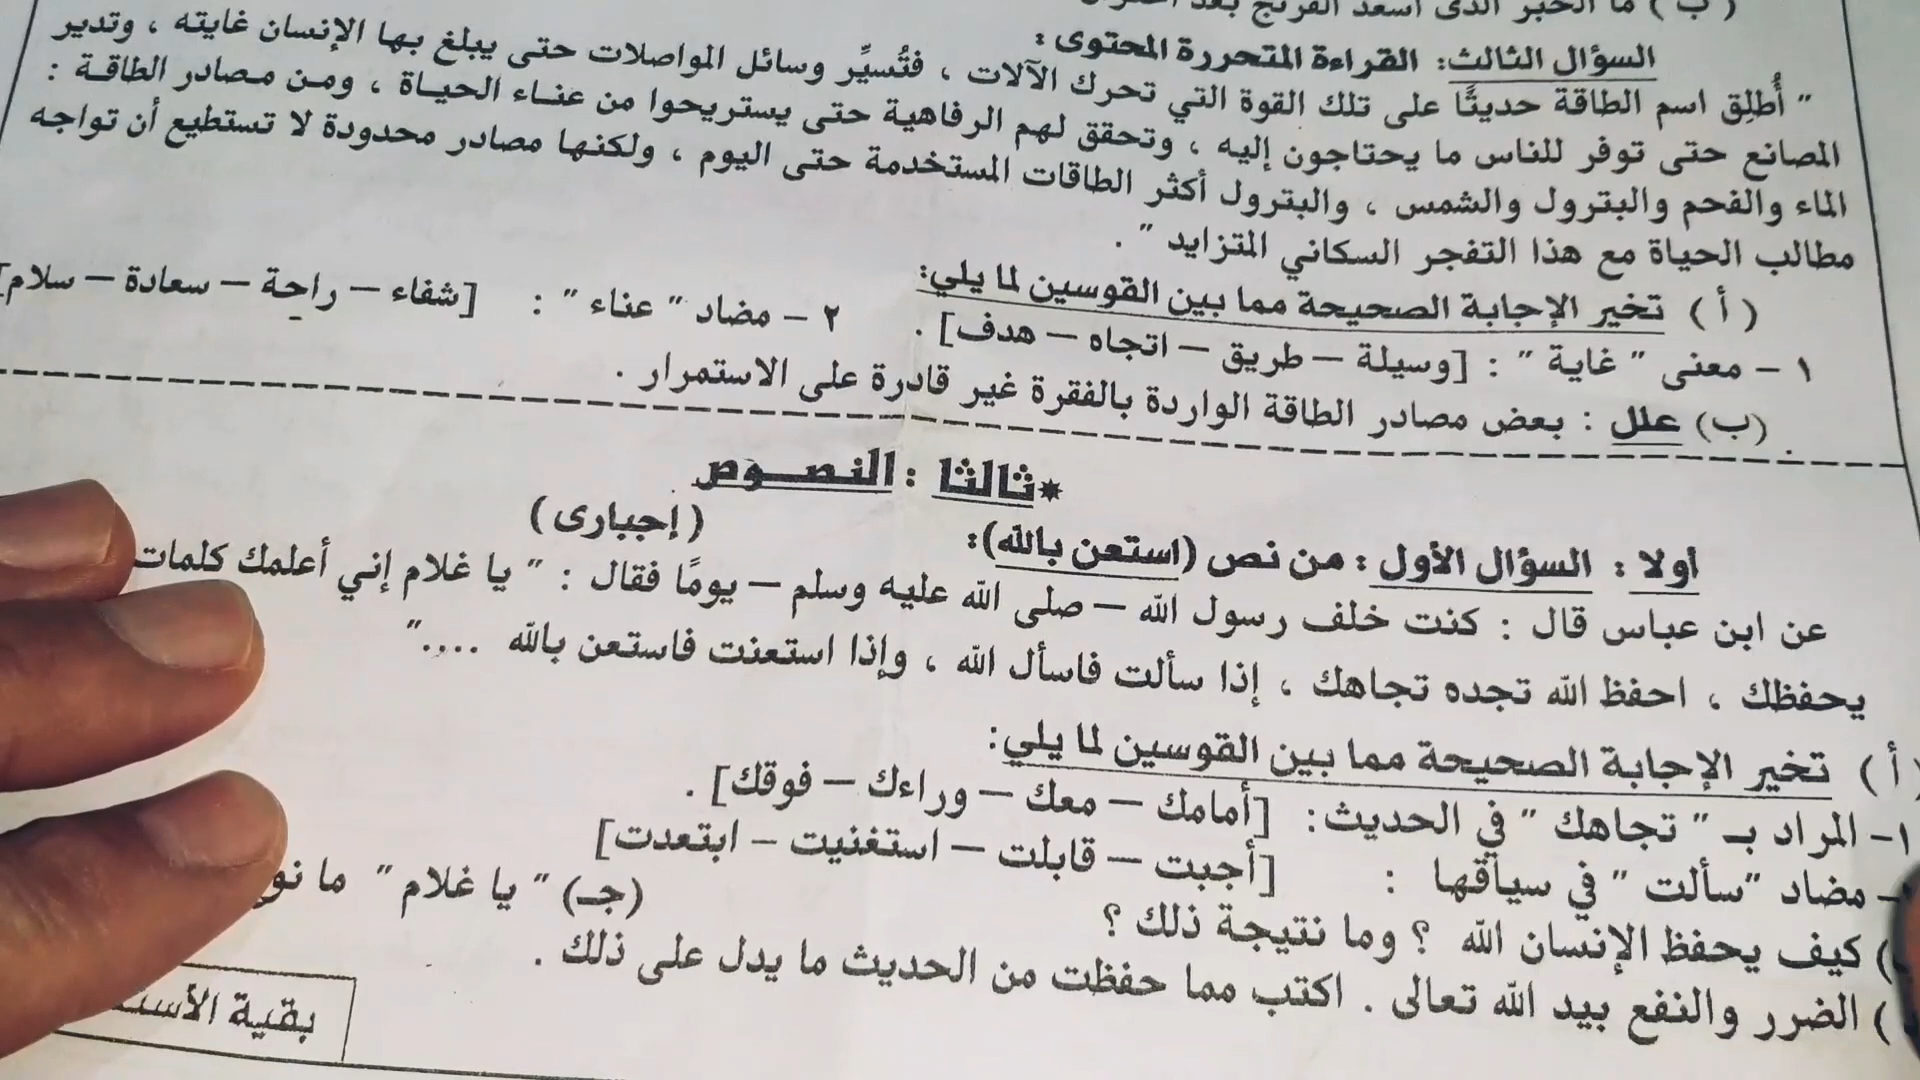 (ب) ما الخبر الذى أسعد الفرنج بعد
السؤال الثالث: القراءة المتحررة المحتوى:
" أُطلِق اسم الطاقة حديثًا على تلك القوة التي تحرك الآلات ، فتُسيِّر وسائل المواصلات حتى يبلغ بها الإنسان غايته ، وتدير
المصانع حتى توفر للناس ما يحتاجون إليه ، وتحقق لهم الرفاهية حتى يستريحوا من عناء الحياة ، ومن مصادر الطاقة :
الماء والفحم والبترول والشمس ، والبترول أكثر الطاقات المستخدمة حتى اليوم ، ولكنها مصادر محدودة لا تستطيع أن تواجه
مطالب الحياة مع هذا التفجر السكاني المتزايد " .
( أ ) تخير الإجابة الصحيحة مما بين القوسين لما يلي:
١ – معنى " غاية " : [وسيلة – طريق – اتجاه – هدف] . ٢ – مضاد " عناء " : [شفاء – راحة – سعادة – سلام]
(ب) علل : بعض مصادر الطاقة الواردة بالفقرة غير قادرة على الاستمرار .
*ثالثا : النصوص
أولا : السؤال الأول : من نص (استعن بالله): (إجبارى)
عن ابن عباس قال : كنت خلف رسول الله – صلى الله عليه وسلم – يومًا فقال : " يا غلام إني أعلمك كلمات
يحفظك ، احفظ الله تجده تجاهك ، إذا سألت فاسأل الله ، وإذا استعنت فاستعن بالله ...."
( أ ) تخير الإجابة الصحيحة مما بين القوسين لما يلي:
١- المراد بـ " تجاهك " في الحديث: [أمامك – معك – وراءك – فوقك] .
- مضاد "سألت " في سياقها : [أجبت – قابلت – استغنيت – ابتعدت]
) كيف يحفظ الإنسان الله ؟ وما نتيجة ذلك ؟ (جـ) " يا غلام " ما
) الضرر والنفع بيد الله تعالى . اكتب مما حفظت من الحديث ما يدل على ذلك .
بقية